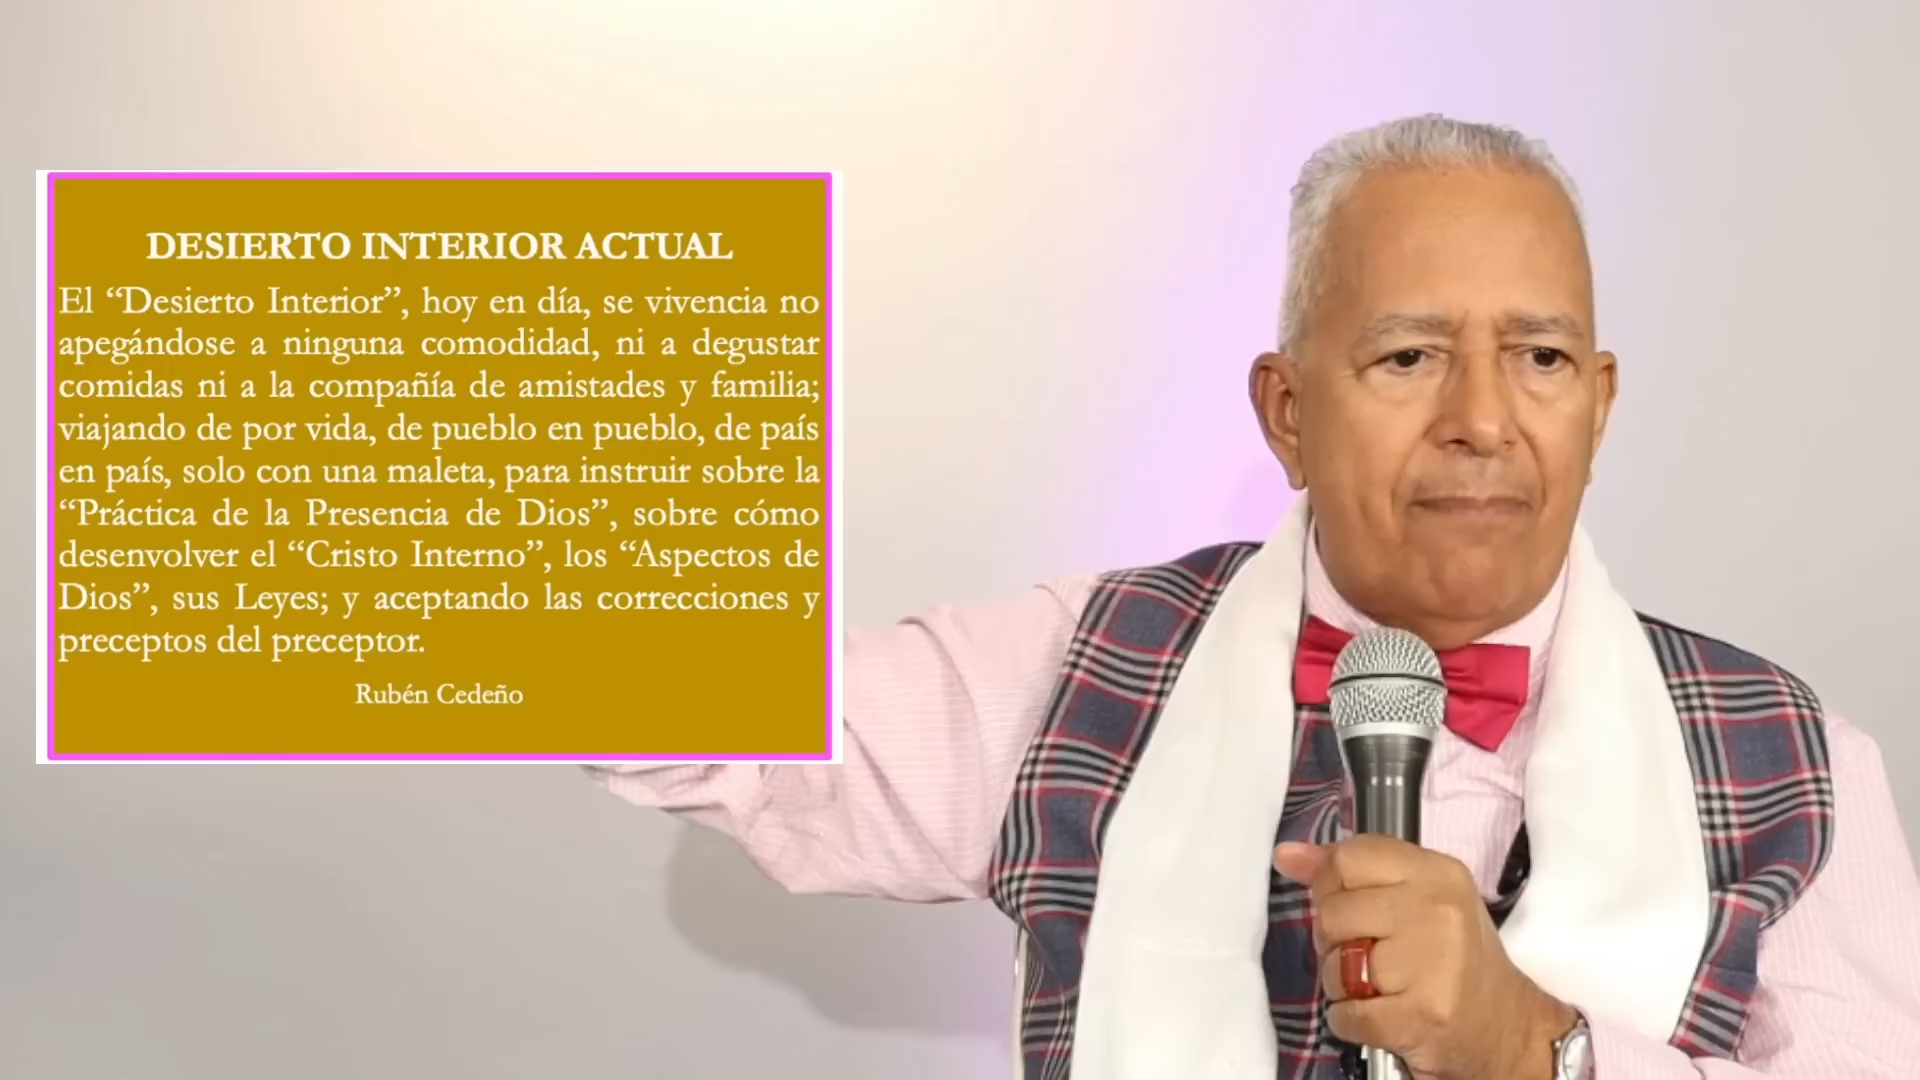 DESIERTO INTERIOR ACTUAL
El “Desierto Interior”, hoy en día, se vivencia no
apegándose a ninguna comodidad, ni a degustar
comidas ni a la compañía de amistades y familia;
viajando de por vida, de pueblo en pueblo, de país
en país, solo con una maleta, para instruir sobre la
“Práctica de la Presencia de Dios”, sobre cómo
desenvolver el “Cristo Interno”, los “Aspectos de
Dios”, sus Leyes; y aceptando las correcciones y
preceptos del preceptor.
Rubén Cedeño